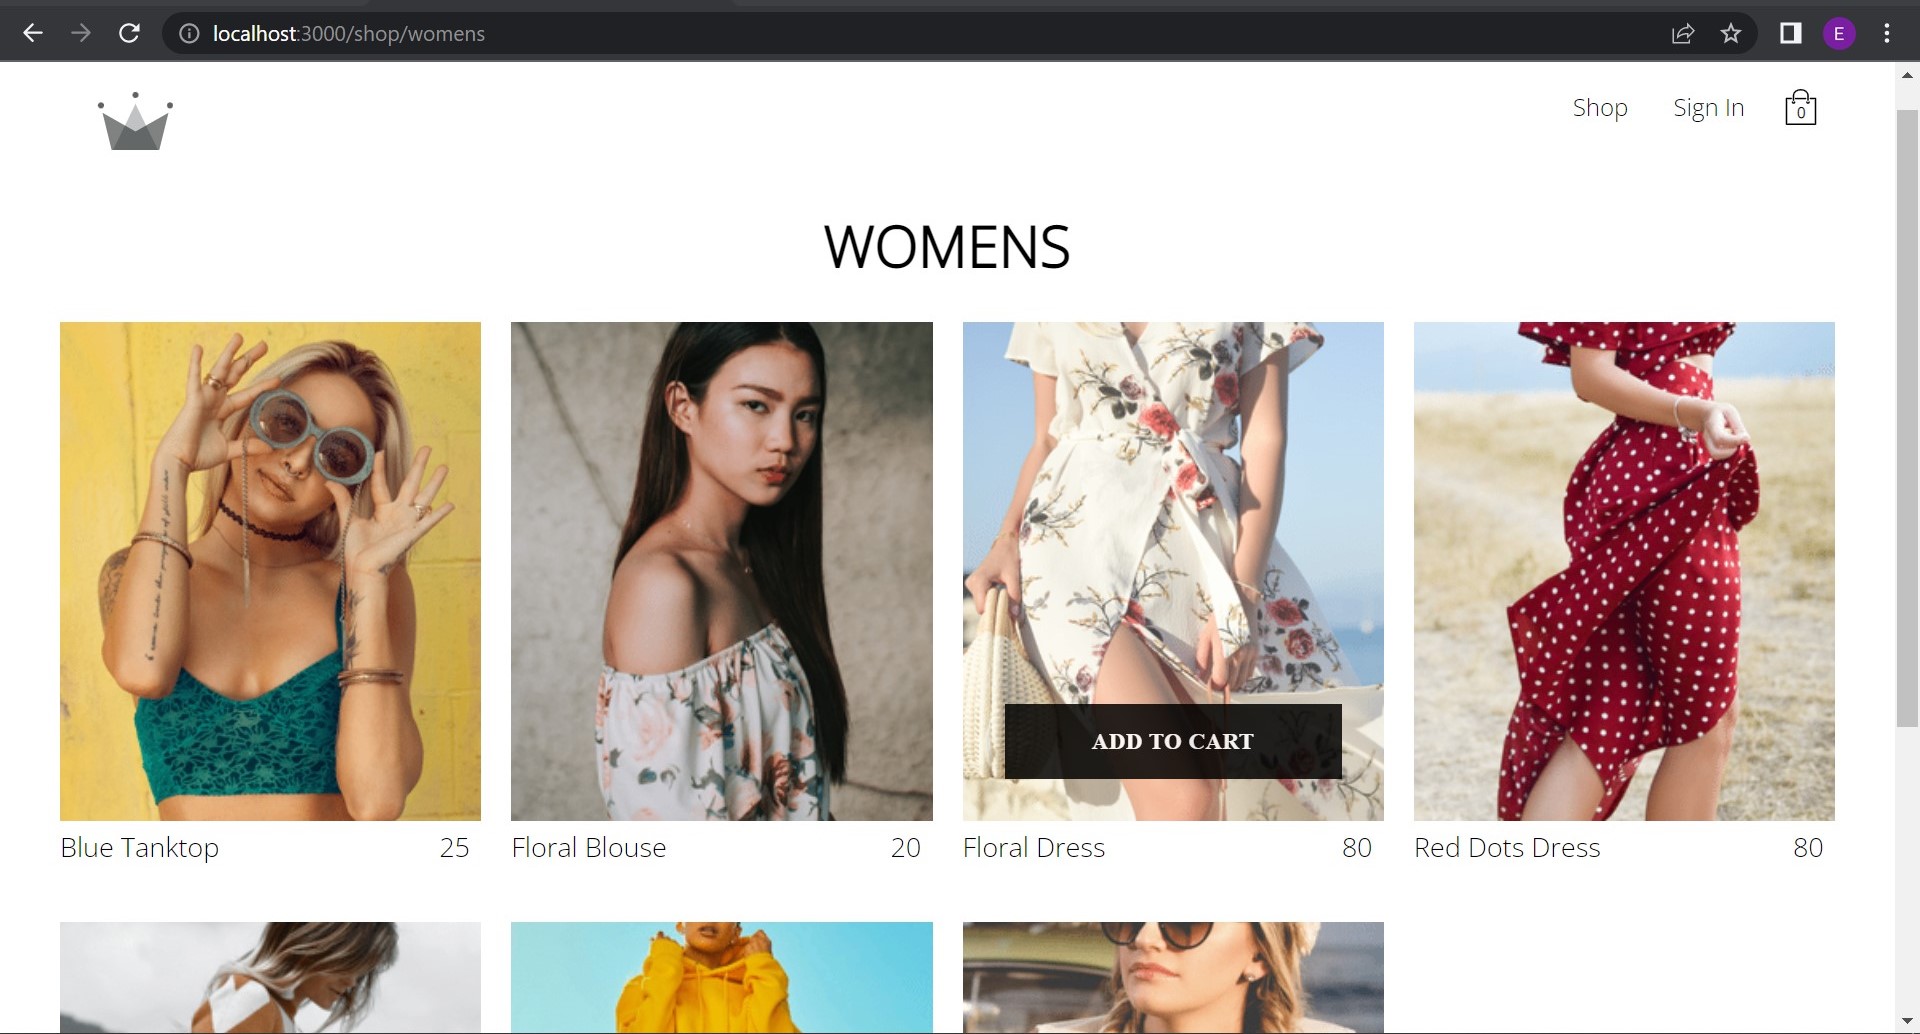 localhost:3000/shop/womens
E
Shop Sign In 0
WOMENS
ADD TO CART
Blue Tanktop 25 Floral Blouse 20 Floral Dress 80 Red Dots Dress 80